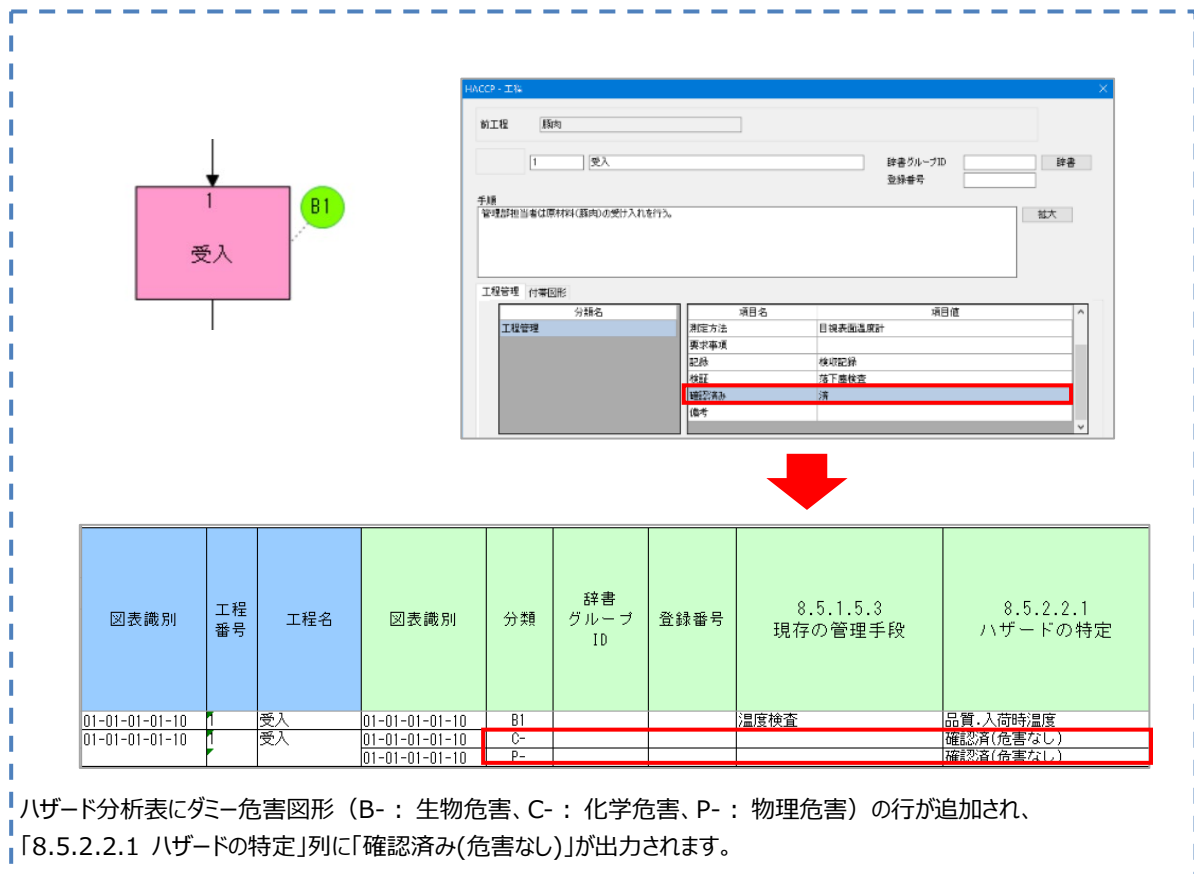 HACCP - 工程
前工程 豚肉
1 受入 辞書グループID 辞書
登録番号
手順
管理部担当者は原材料(豚肉)の受け入れを行う。 拡大
工程管理 付帯図形
分類名 項目名 項目値
工程管理 測定方法 目視表面温度計
要求事項
記録 検収記録
検証 落下塵検査
確認済み 済
備考
1
B1
受入
図表識別 工程番号 工程名 図表識別 分類 辞書グループID 登録番号 8.5.1.5.3 現存の管理手段 8.5.2.2.1 ハザードの特定
01-01-01-01-10 1 受入 01-01-01-01-10 B1 温度検査 品質.入荷時温度
01-01-01-01-10 1 受入 01-01-01-01-10 C- 確認済(危害なし)
01-01-01-01-10 P- 確認済(危害なし)
ハザード分析表にダミー危害図形（B-：生物危害、C-：化学危害、P-：物理危害）の行が追加され、
「8.5.2.2.1 ハザードの特定」列に「確認済み(危害なし)」が出力されます。